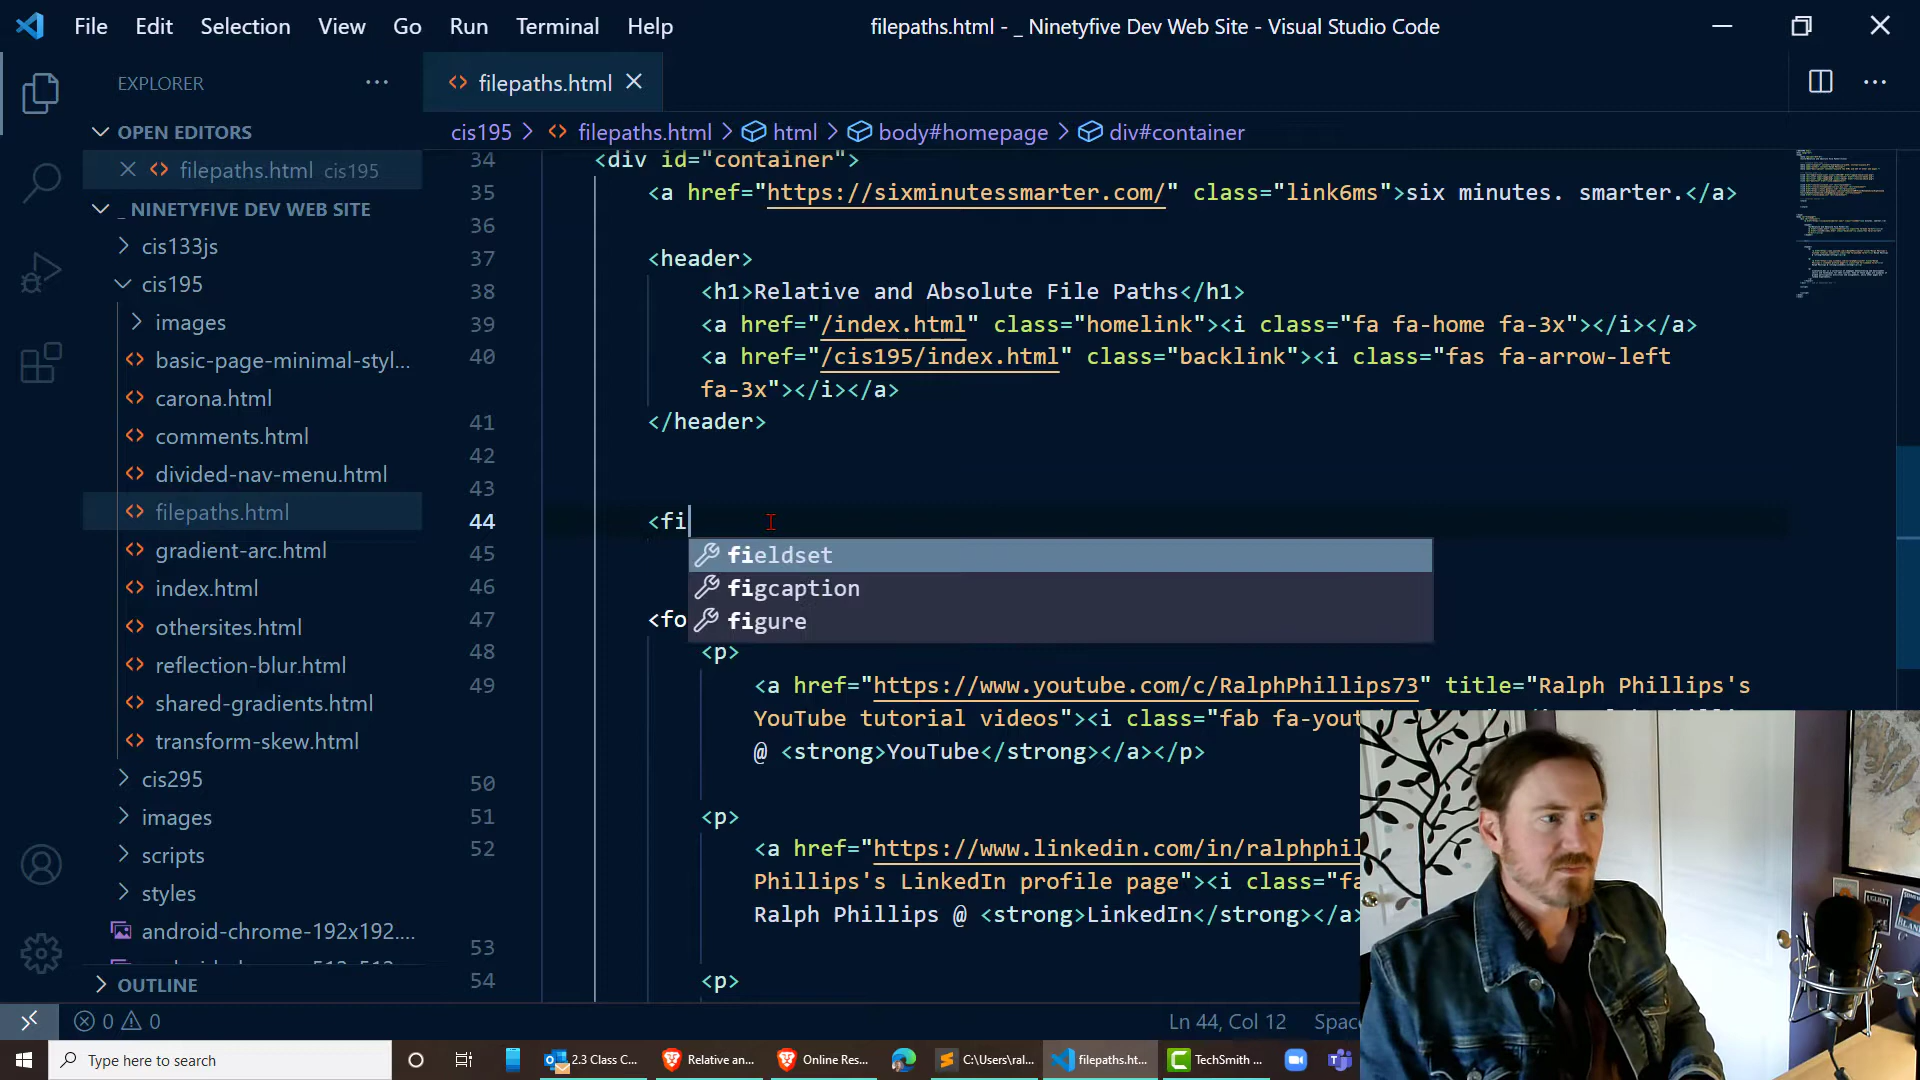 File Edit Selection View Go Run Terminal Help
filepaths.html - _ Ninetyfive Dev Web Site - Visual Studio Code
EXPLORER
OPEN EDITORS
filepaths.html cis195
_ NINETYFIVE DEV WEB SITE
cis133js
cis195
images
basic-page-minimal-styl...
carona.html
comments.html
divided-nav-menu.html
filepaths.html
gradient-arc.html
index.html
othersites.html
reflection-blur.html
shared-gradients.html
transform-skew.html
cis295
images
scripts
styles
android-chrome-192x192....
OUTLINE
filepaths.html
cis195 > filepaths.html > html > body#homepage > div#container
34 <div id="container">
35 <a href="https://sixminutessmarter.com/" class="link6ms">six minutes. smarter.</a>
36
37 <header>
38 <h1>Relative and Absolute File Paths</h1>
39 <a href="/index.html" class="homelink"><i class="fa fa-home fa-3x"></i></a>
40 <a href="/cis195/index.html" class="backlink"><i class="fas fa-arrow-left
fa-3x"></i></a>
41 </header>
42
43
44 <fi
45
fieldset
46
figcaption
47 <fo
figure
48 <p>
49 <a href="https://www.youtube.com/c/RalphPhillips73" title="Ralph Phillips's
YouTube tutorial videos"><i class="fab
@ <strong>YouTube</strong></a></p>
50
51 <p>
52 <a href="https://www.linkedin.com/in/ralphphil
Phillips's LinkedIn profile page"><i class="fa
Ralph Phillips @ <strong>LinkedIn</strong></a>
53
54 <p>
0 0
Ln 44, Col 12 Spac
Type here to search
2.3 Class C...
Relative an...
Online Res...
C:\Users\ral...
filepaths.ht...
TechSmith ...